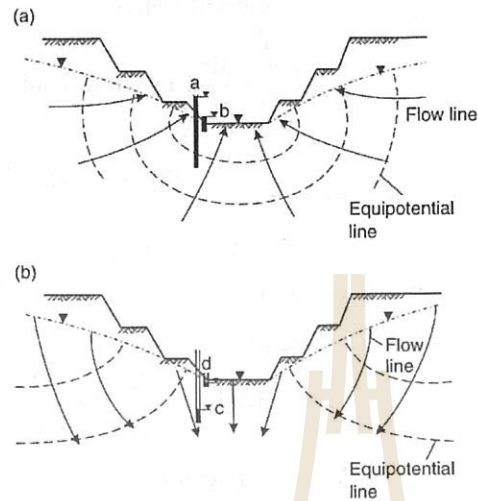 (a)
a
b
Flow line
Equipotential
line
(b)
d
c
Flow
line
Equipotential
line